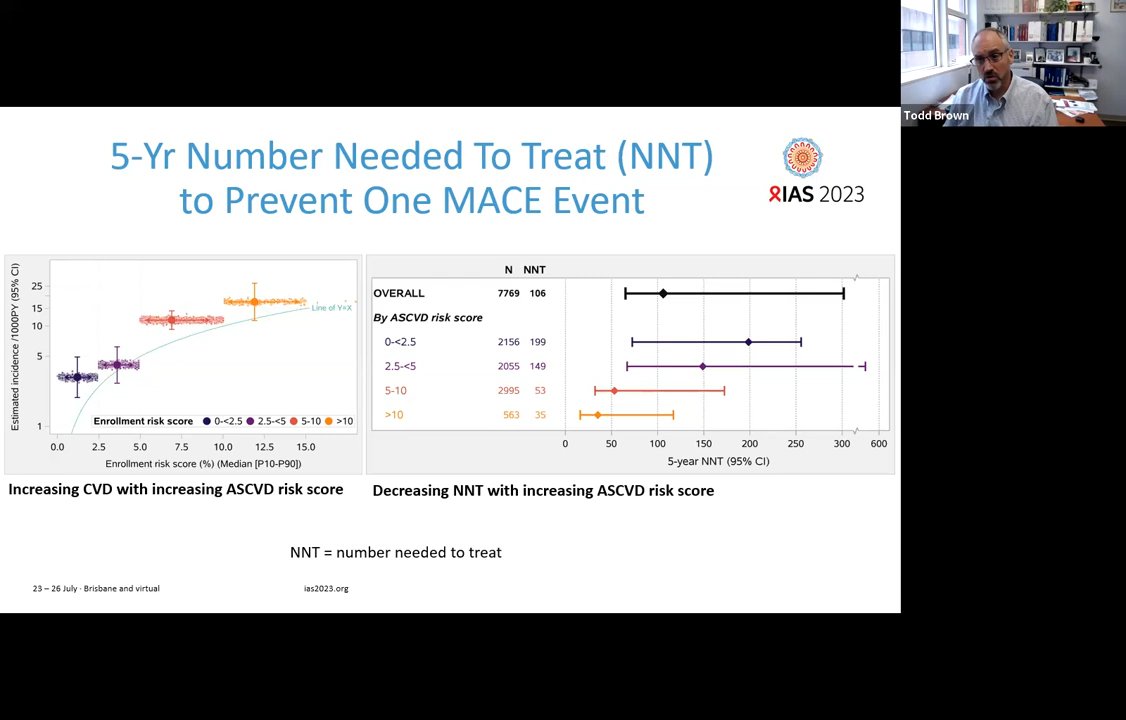 Todd Brown
5-Yr Number Needed To Treat (NNT)
to Prevent One MACE Event
IAS 2023
Estimated incidence /1000PY (95% CI)
25
15
10
5
1
Line of Y=X
Enrollment risk score 0-<2.5 2.5-<5 5-10 >10
0.0 2.5 5.0 7.5 10.0 12.5 15.0
Enrollment risk score (%) (Median [P10-P90])
N NNT
OVERALL 7769 106
By ASCVD risk score
0-<2.5 2156 199
2.5-<5 2055 149
5-10 2995 53
>10 563 35
0 50 100 150 200 250 300 600
5-year NNT (95% CI)
Increasing CVD with increasing ASCVD risk score
Decreasing NNT with increasing ASCVD risk score
NNT = number needed to treat
23 – 26 July · Brisbane and virtual
ias2023.org